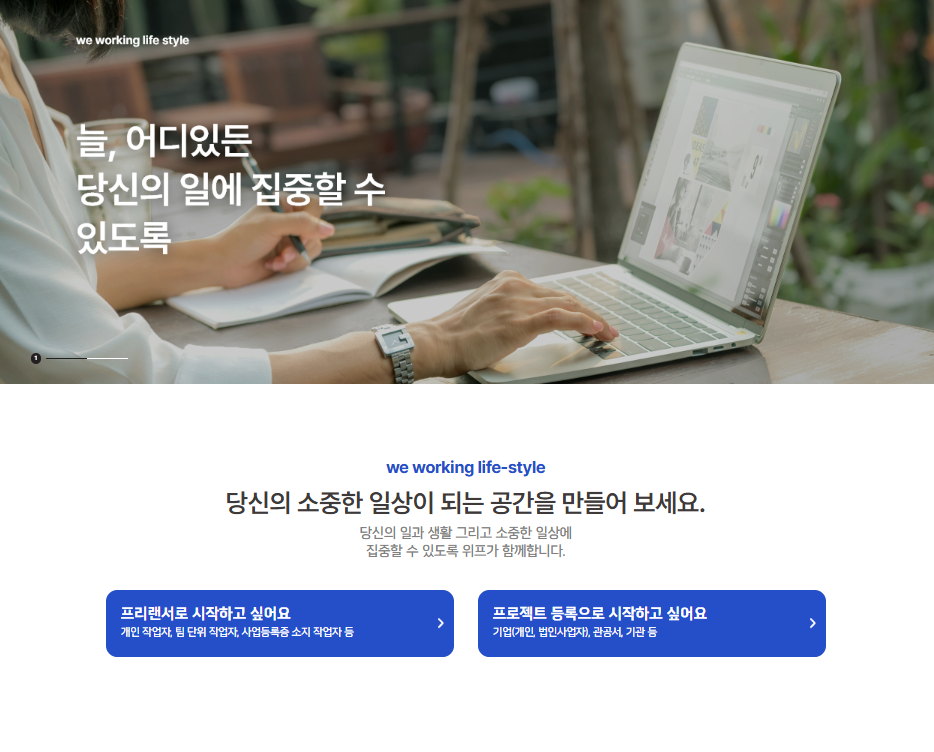 we working life style
늘, 어디있든
당신의 일에 집중할 수
있도록
1
we working life-style
당신의 소중한 일상이 되는 공간을 만들어 보세요.
당신의 일과 생활 그리고 소중한 일상에
집중할 수 있도록 위프가 함께합니다.
프리랜서로 시작하고 싶어요
개인 작업자, 팀 단위 작업자, 사업등록증 소지 작업자 등
프로젝트 등록으로 시작하고 싶어요
기업(개인, 법인사업자), 관공서, 기관 등